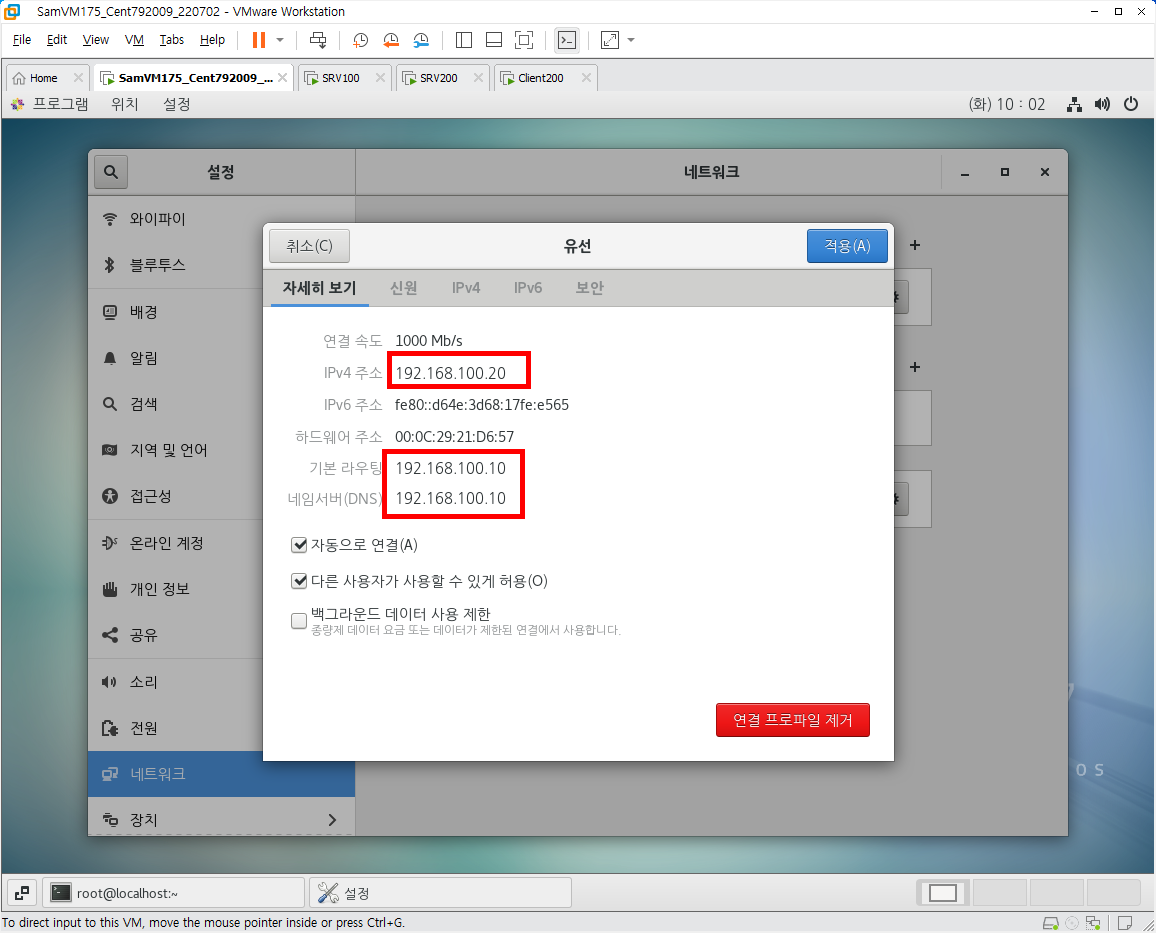 SamVM175_Cent792009_220702 - VMware Workstation
File Edit View VM Tabs Help
Home SamVM175_Cent792009_... SRV100 SRV200 Client200
프로그램 위치 설정 (화) 10 : 02
설정 네트워크
와이파이
블루투스
배경
알림
검색
지역 및 언어
접근성
온라인 계정
개인 정보
공유
소리
전원
네트워크
장치
취소(C) 유선 적용(A)
자세히 보기 신원 IPv4 IPv6 보안
연결 속도 1000 Mb/s
IPv4 주소 192.168.100.20
IPv6 주소 fe80::d64e:3d68:17fe:e565
하드웨어 주소 00:0C:29:21:D6:57
기본 라우팅 192.168.100.10
네임서버(DNS) 192.168.100.10
자동으로 연결(A)
다른 사용자가 사용할 수 있게 허용(O)
백그라운드 데이터 사용 제한
종량제 데이터 요금 또는 데이터가 제한된 연결에서 사용합니다.
연결 프로파일 제거
7
OS
root@localhost:~ 설정
To direct input to this VM, move the mouse pointer inside or press Ctrl+G.